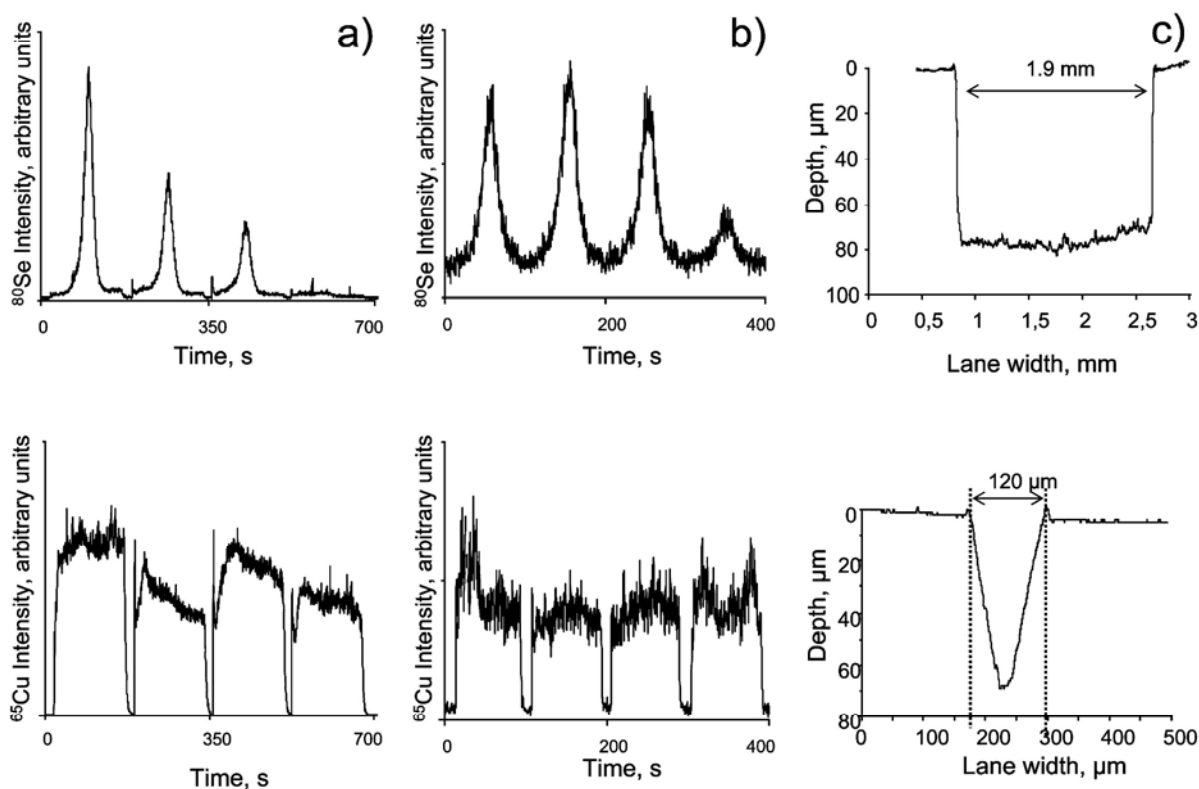 a)
⁸⁰Se Intensity, arbitrary units
0 350 700
Time, s
b)
⁸⁰Se Intensity, arbitrary units
0 200 400
Time, s
c)
1.9 mm
Depth, µm
0
20
40
60
80
100
0 0,5 1 1,5 2 2,5 3
Lane width, mm
⁶⁵Cu Intensity, arbitrary units
0 350 700
Time, s
⁶⁵Cu Intensity, arbitrary units
0 200 400
Time, s
120 µm
Depth, µm
0
20
40
60
80
0 100 200 300 400 500
Lane width, µm